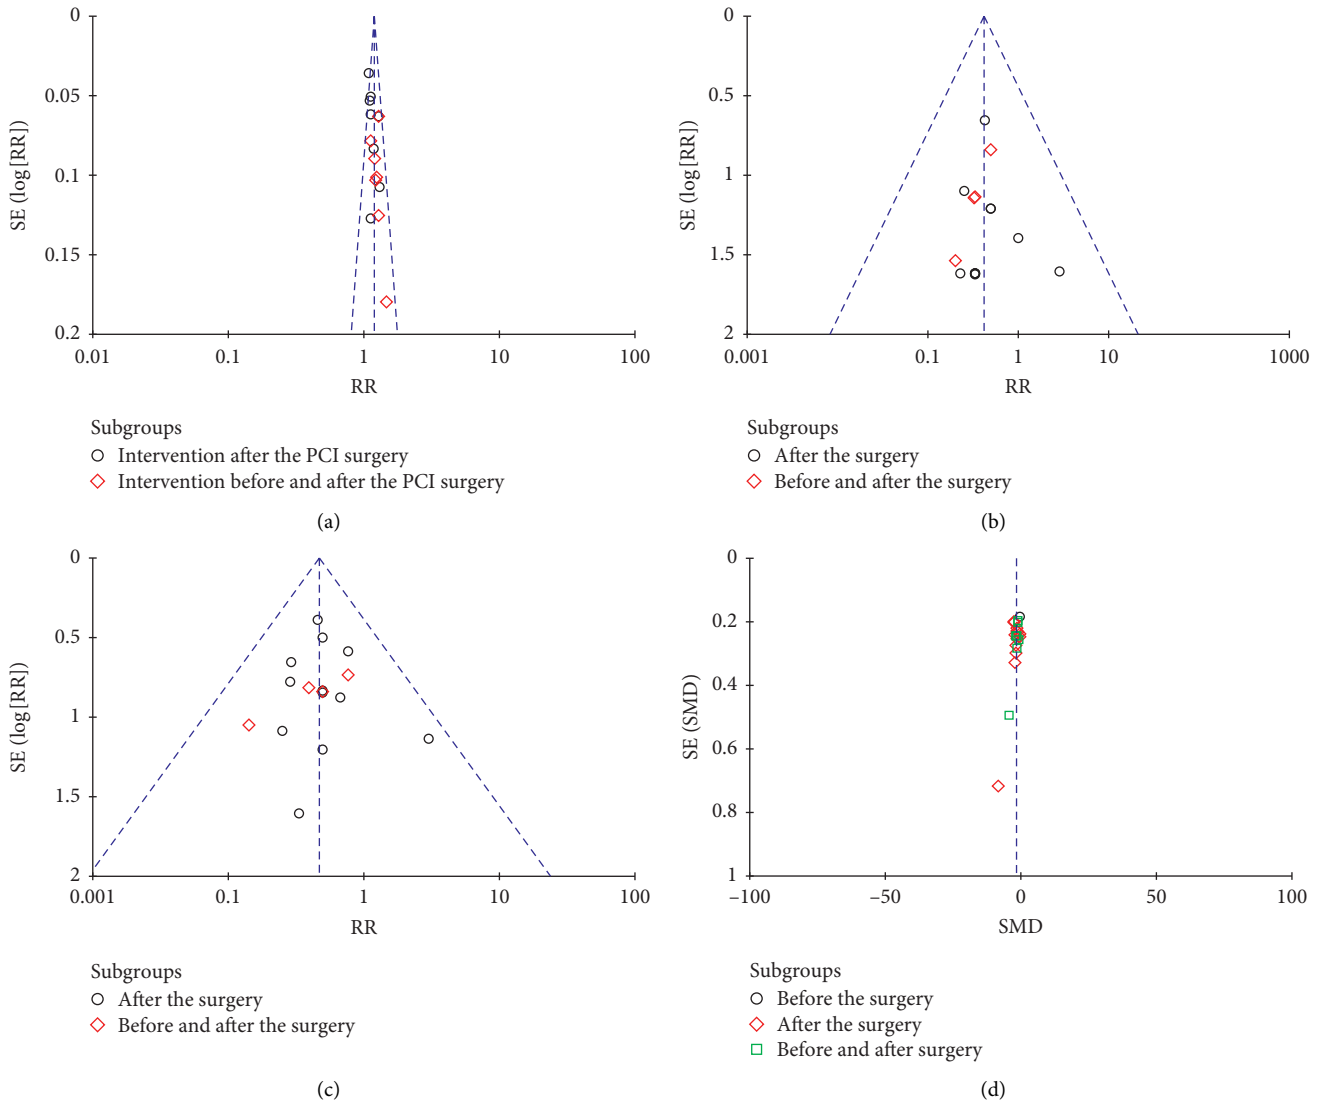 0
0.05
0.1
0.15
0.2
SE (log[RR])
0.01 0.1 1 10 100
RR
Subgroups
Intervention after the PCI surgery
Intervention before and after the PCI surgery
(a)
0
0.5
1
1.5
2
SE (log[RR])
0.001 0.1 1 10 1000
RR
Subgroups
After the surgery
Before and after the surgery
(b)
0
0.5
1
1.5
2
SE (log[RR])
0.001 0.1 1 10 100
RR
Subgroups
After the surgery
Before and after the surgery
(c)
0
0.2
0.4
0.6
0.8
1
SE (SMD)
−100 −50 0 50 100
SMD
Subgroups
Before the surgery
After the surgery
Before and after surgery
(d)